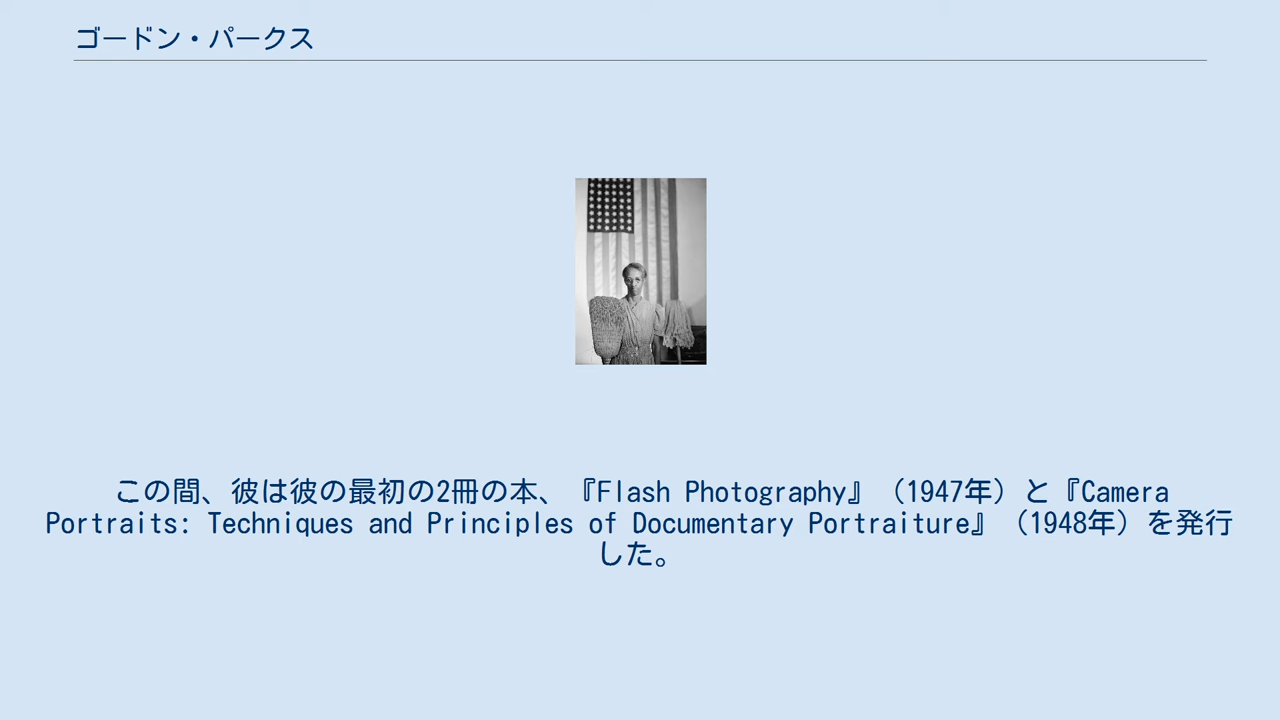 ゴードン・パークス
この間、彼は彼の最初の2冊の本、『Flash Photography』（1947年）と『Camera
Portraits: Techniques and Principles of Documentary Portraiture』（1948年）を発行
した。